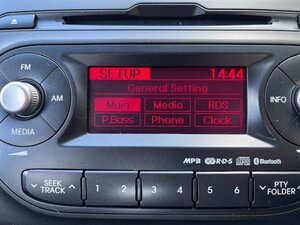 SETUP 14:44
FM
General Setting
AM
Main Media RDS
INFO
P.Bass Phone Clock
MEDIA
MP3 R·D·S Bluetooth
SEEK
TRACK
1 2 3 4 5 6
PTY
FOLDER